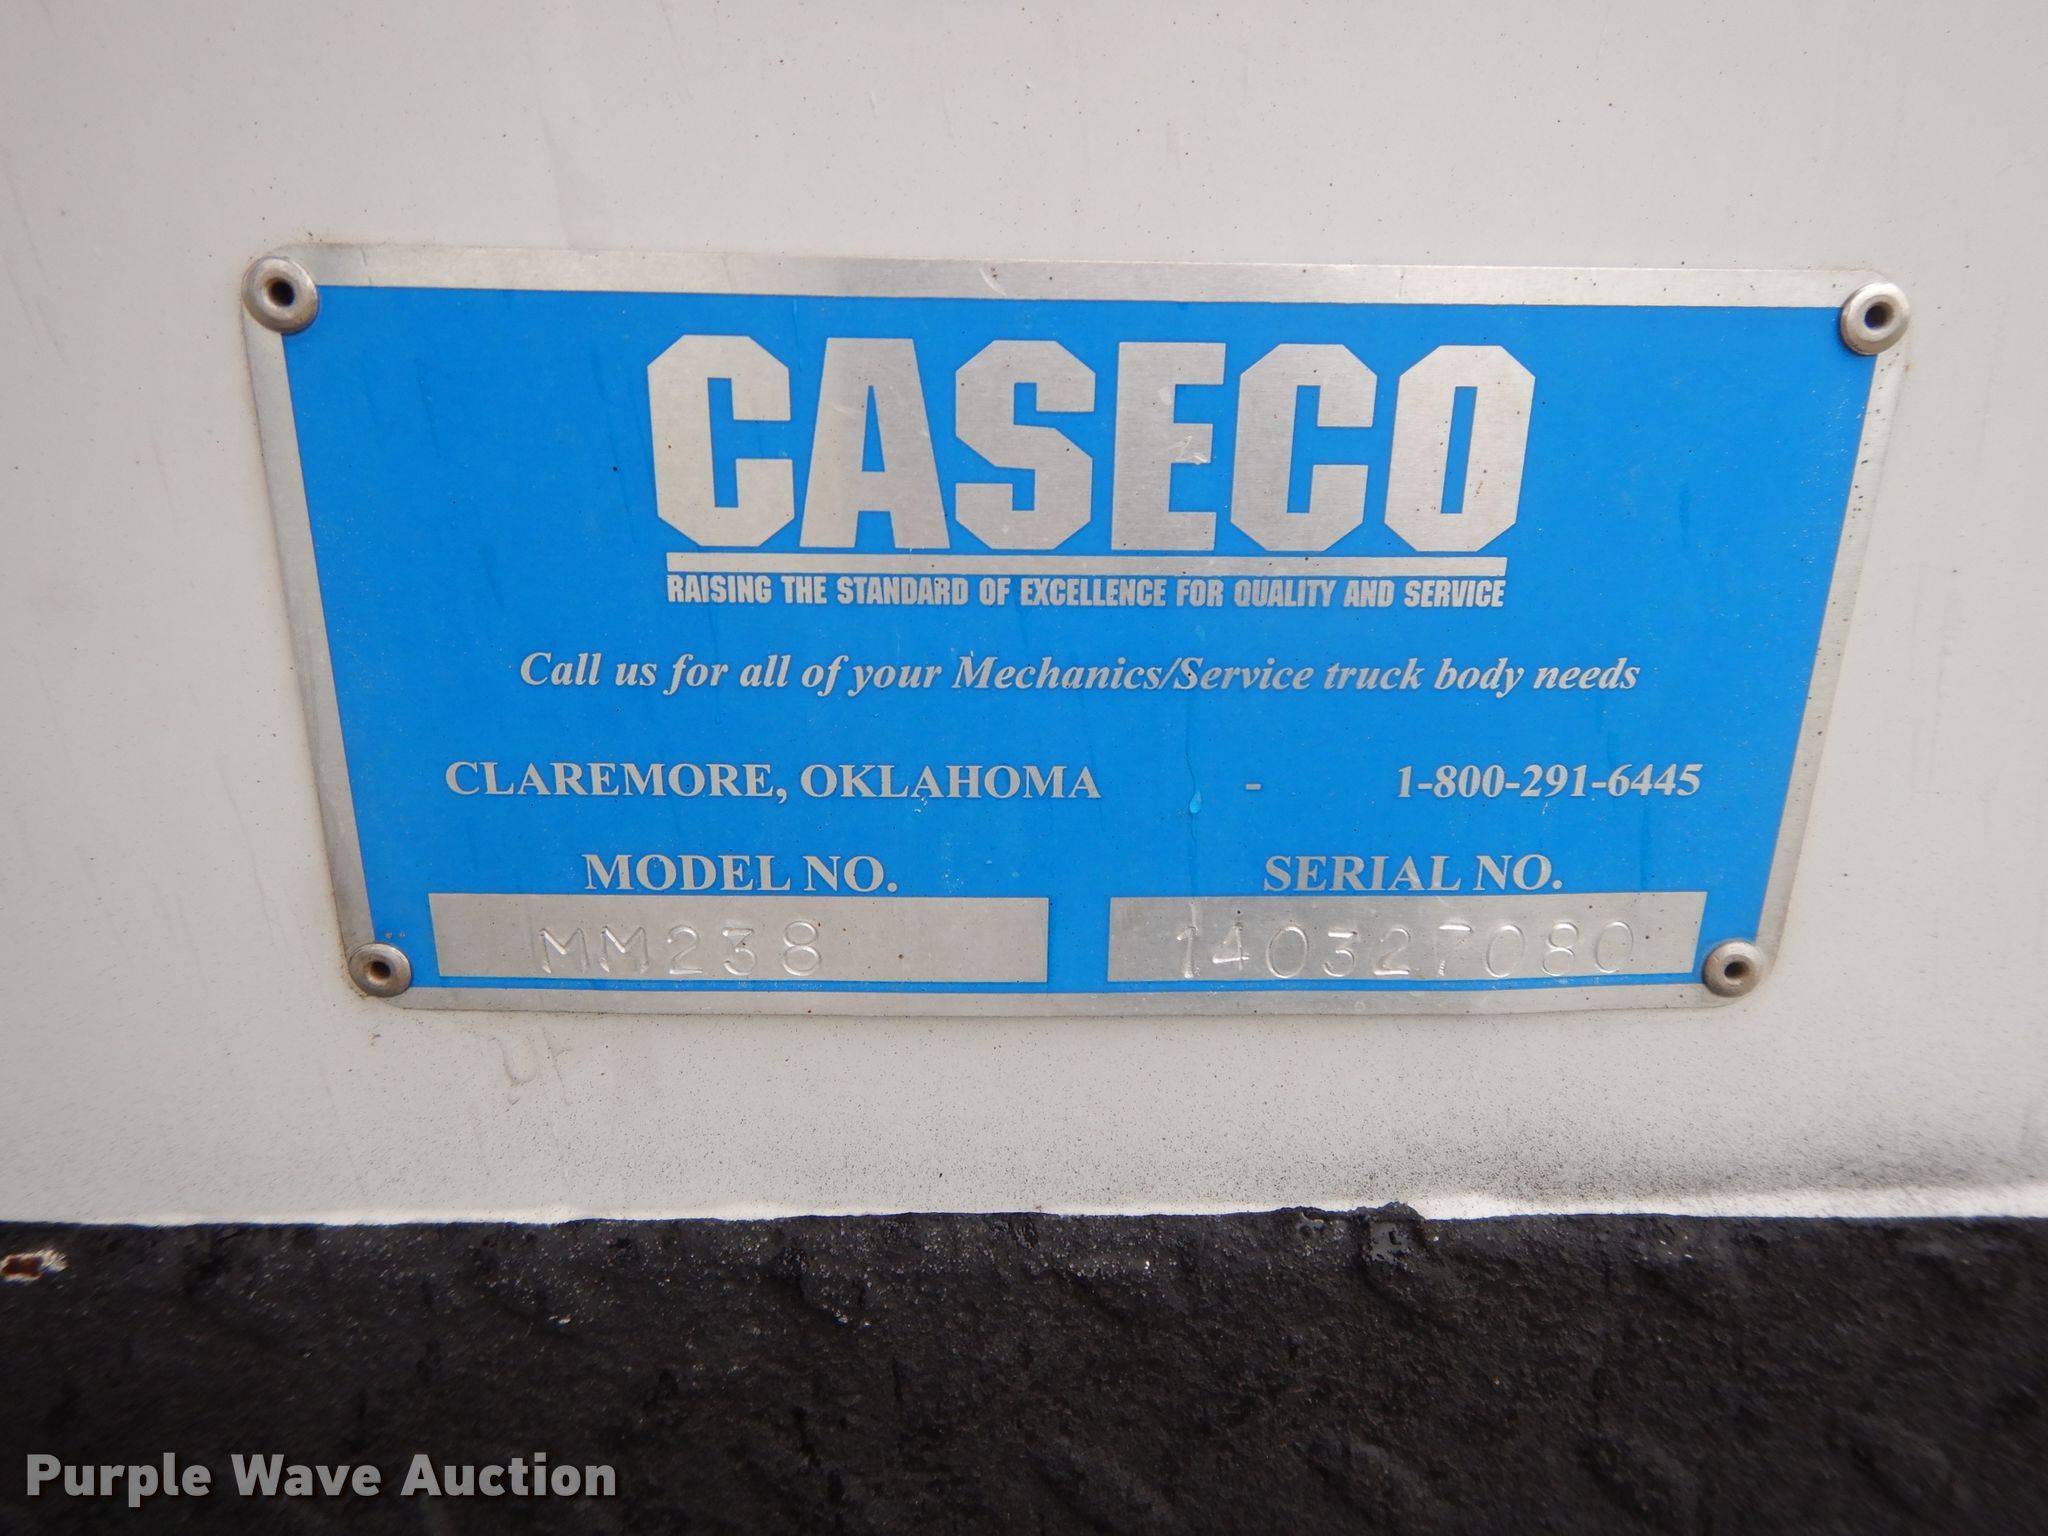 CASECO
RAISING THE STANDARD OF EXCELLENCE FOR QUALITY AND SERVICE
Call us for all of your Mechanics/Service truck body needs
CLAREMORE, OKLAHOMA - 1-800-291-6445
MODEL NO. SERIAL NO.
MM238 140327080
Purple Wave Auction